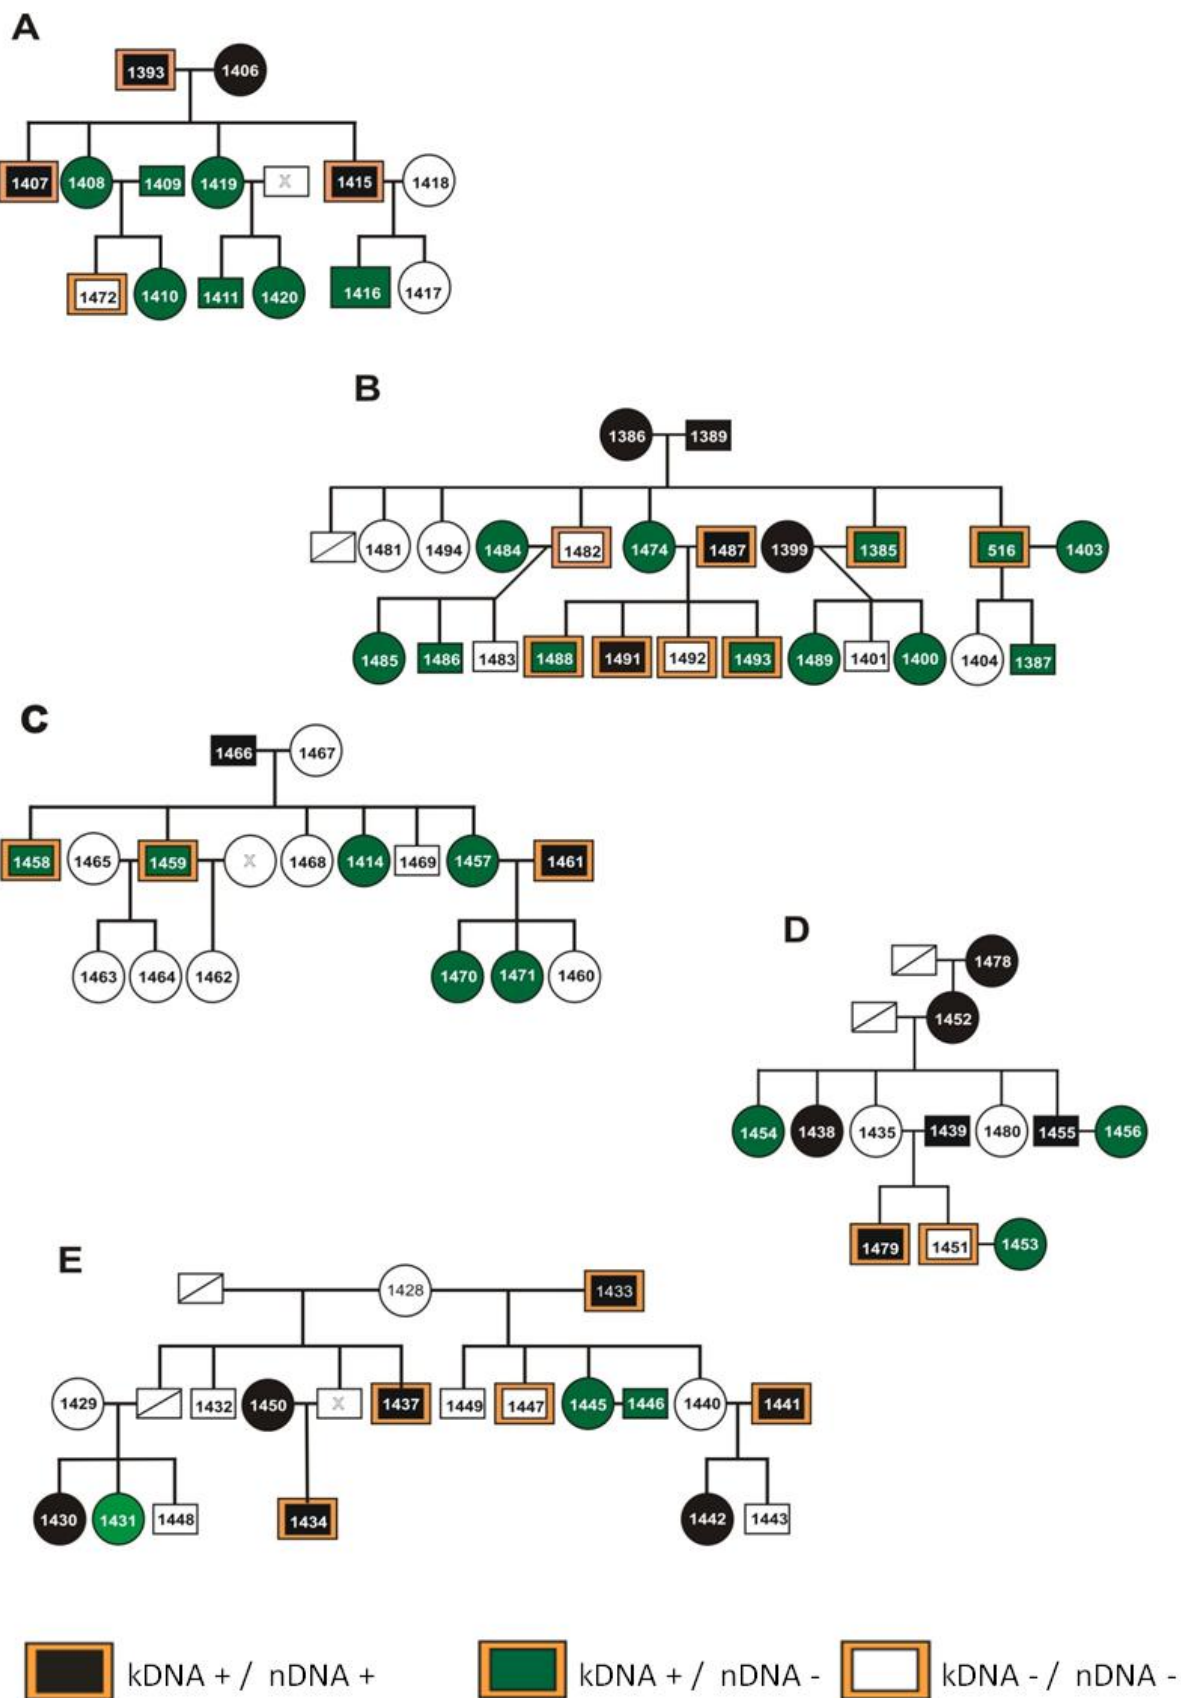 A
1393 1406
1407 1408 1409 1419 X 1415 1418
1472 1410 1411 1420 1416 1417
B
1386 1389
1481 1494 1484 1482 1474 1487 1399 1385 516 1403
1485 1486 1483 1488 1491 1492 1493 1489 1401 1400 1404 1387
C
1466 1467
1458 1465 1459 X 1468 1414 1469 1457 1461
1463 1464 1462 1470 1471 1460
D
1478
1452
1454 1438 1435 1439 1480 1455 1456
1479 1451 1453
E
1428 1433
1429 1432 1450 X 1437 1449 1447 1445 1446 1440 1441
1430 1431 1448 1434 1442 1443
kDNA + / nDNA + kDNA + / nDNA - kDNA - / nDNA -